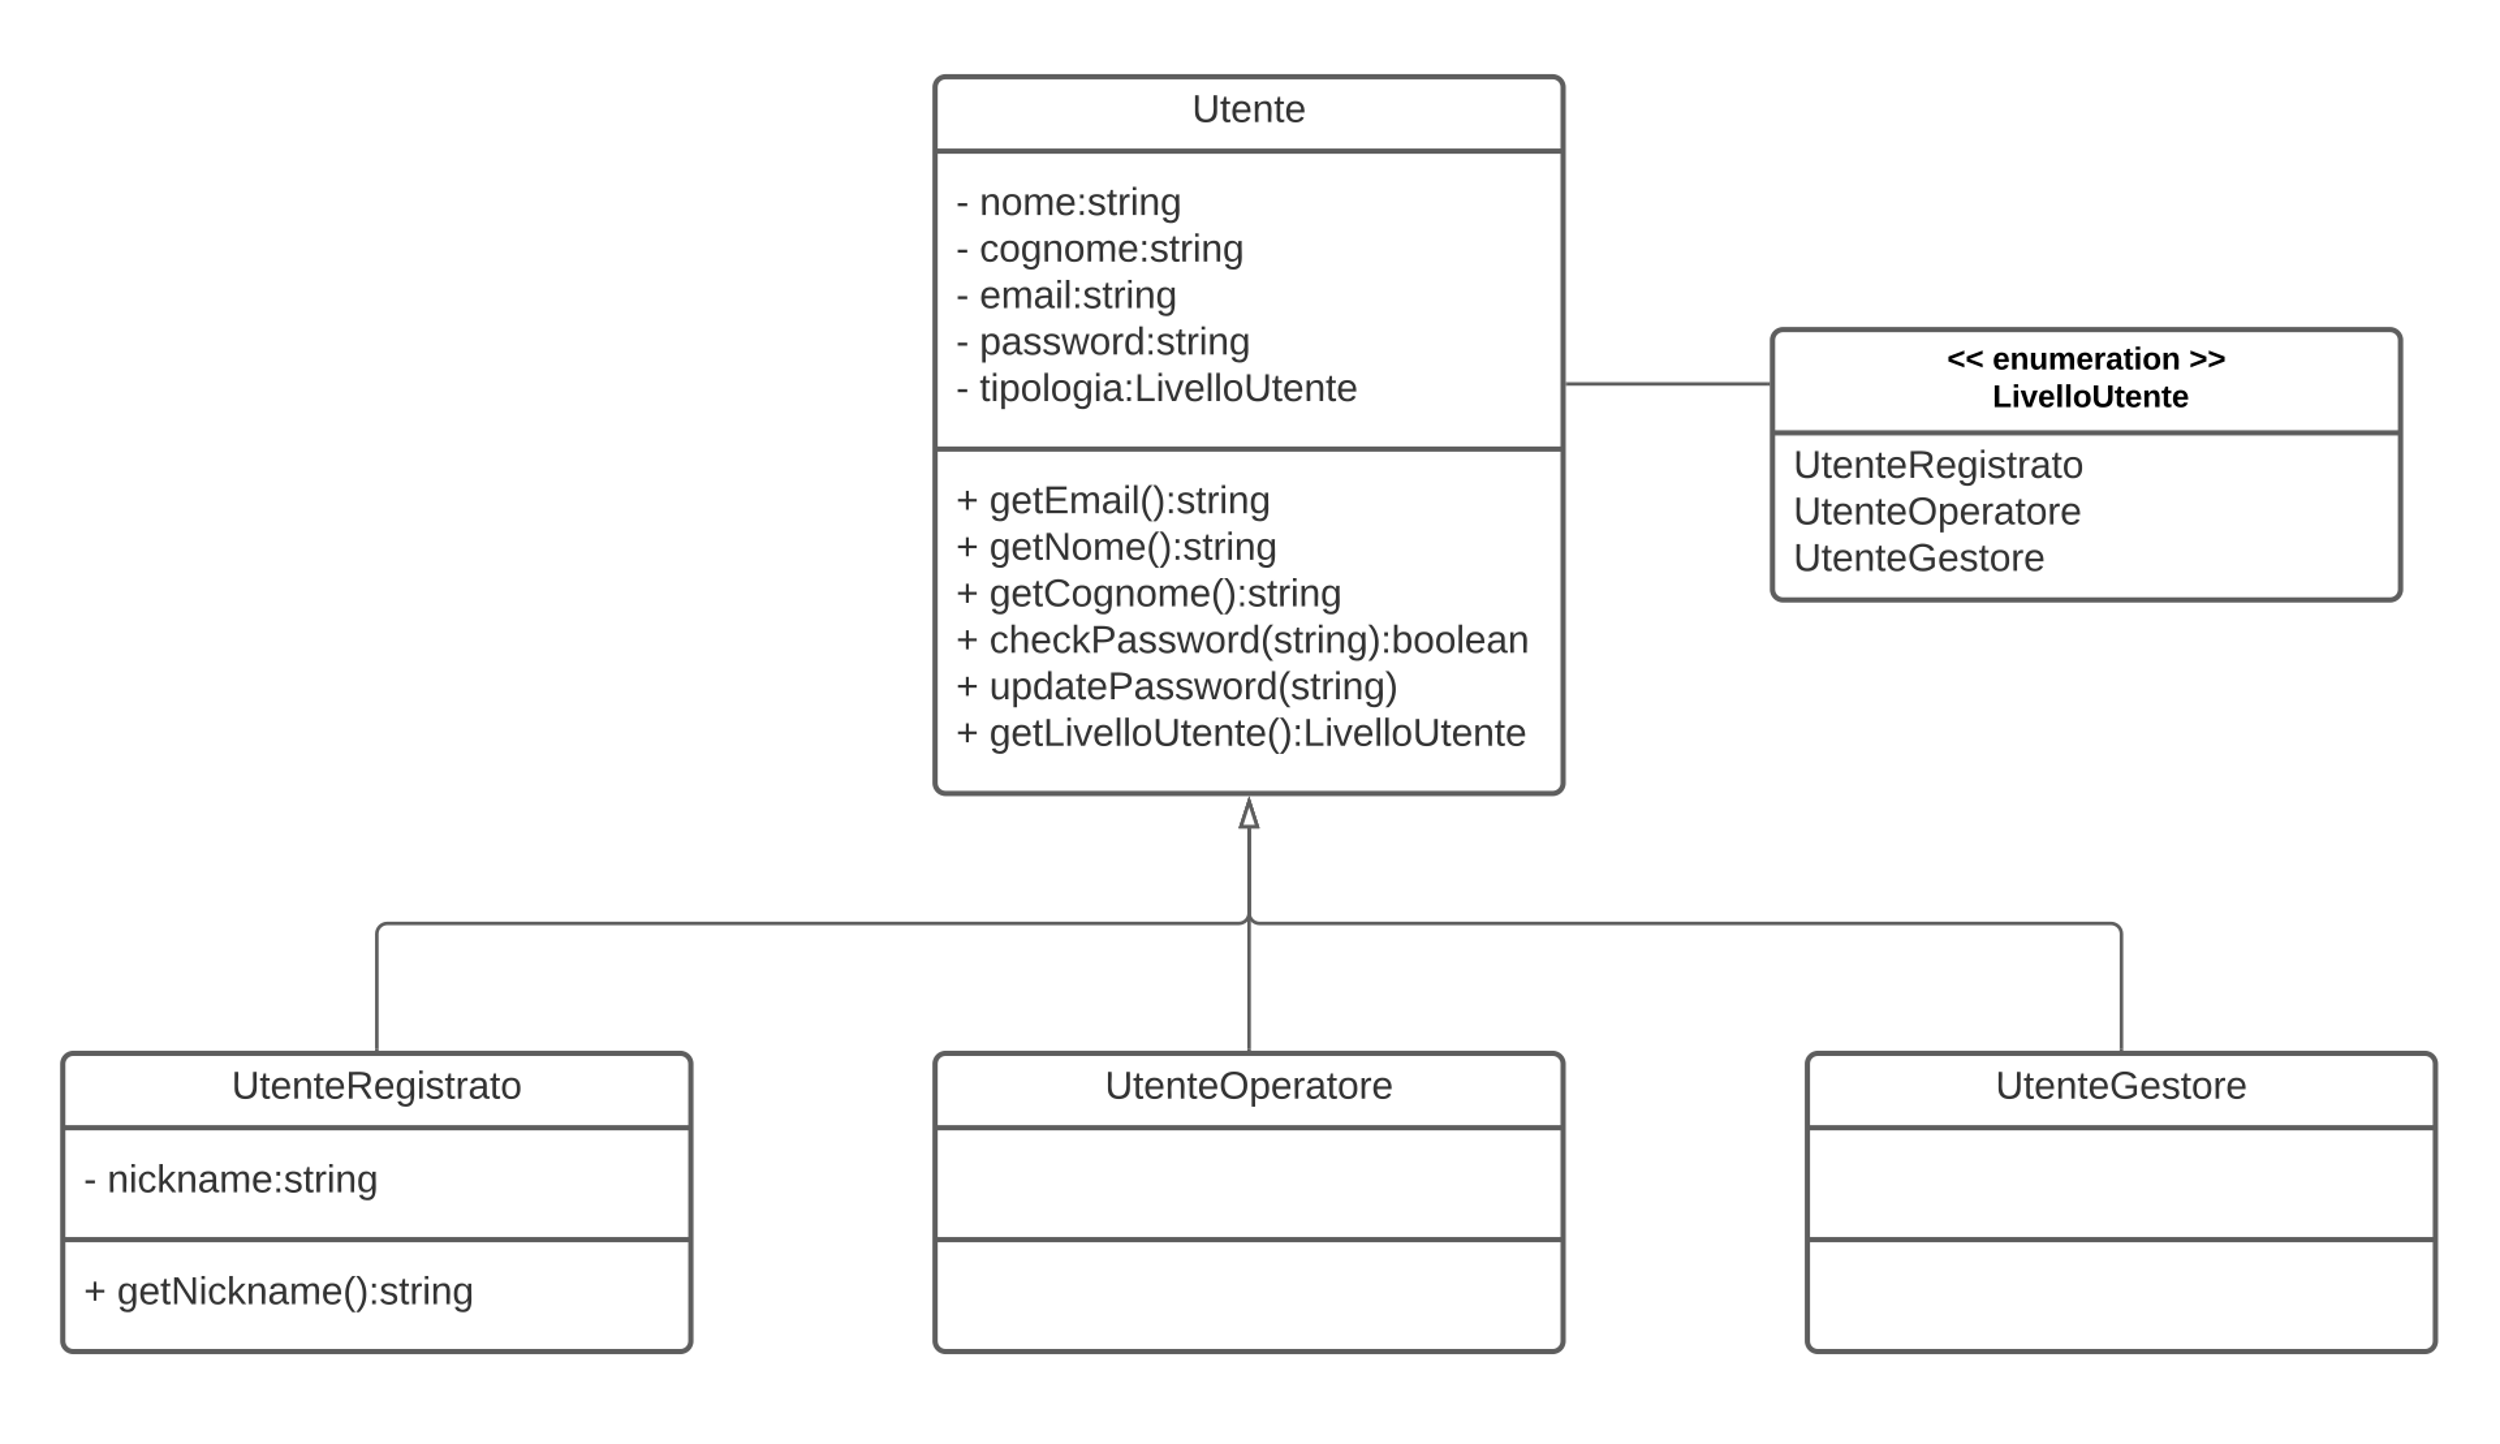 Utente
- nome:string
- cognome:string
- email:string
- password:string
- tipologia:LivelloUtente
+ getEmail():string
+ getNome():string
+ getCognome():string
+ checkPassword(string):boolean
+ updatePassword(string)
+ getLivelloUtente():LivelloUtente
<< enumeration >>
LivelloUtente
UtenteRegistrato
UtenteOperatore
UtenteGestore
UtenteRegistrato
- nickname:string
+ getNickname():string
UtenteOperatore
UtenteGestore